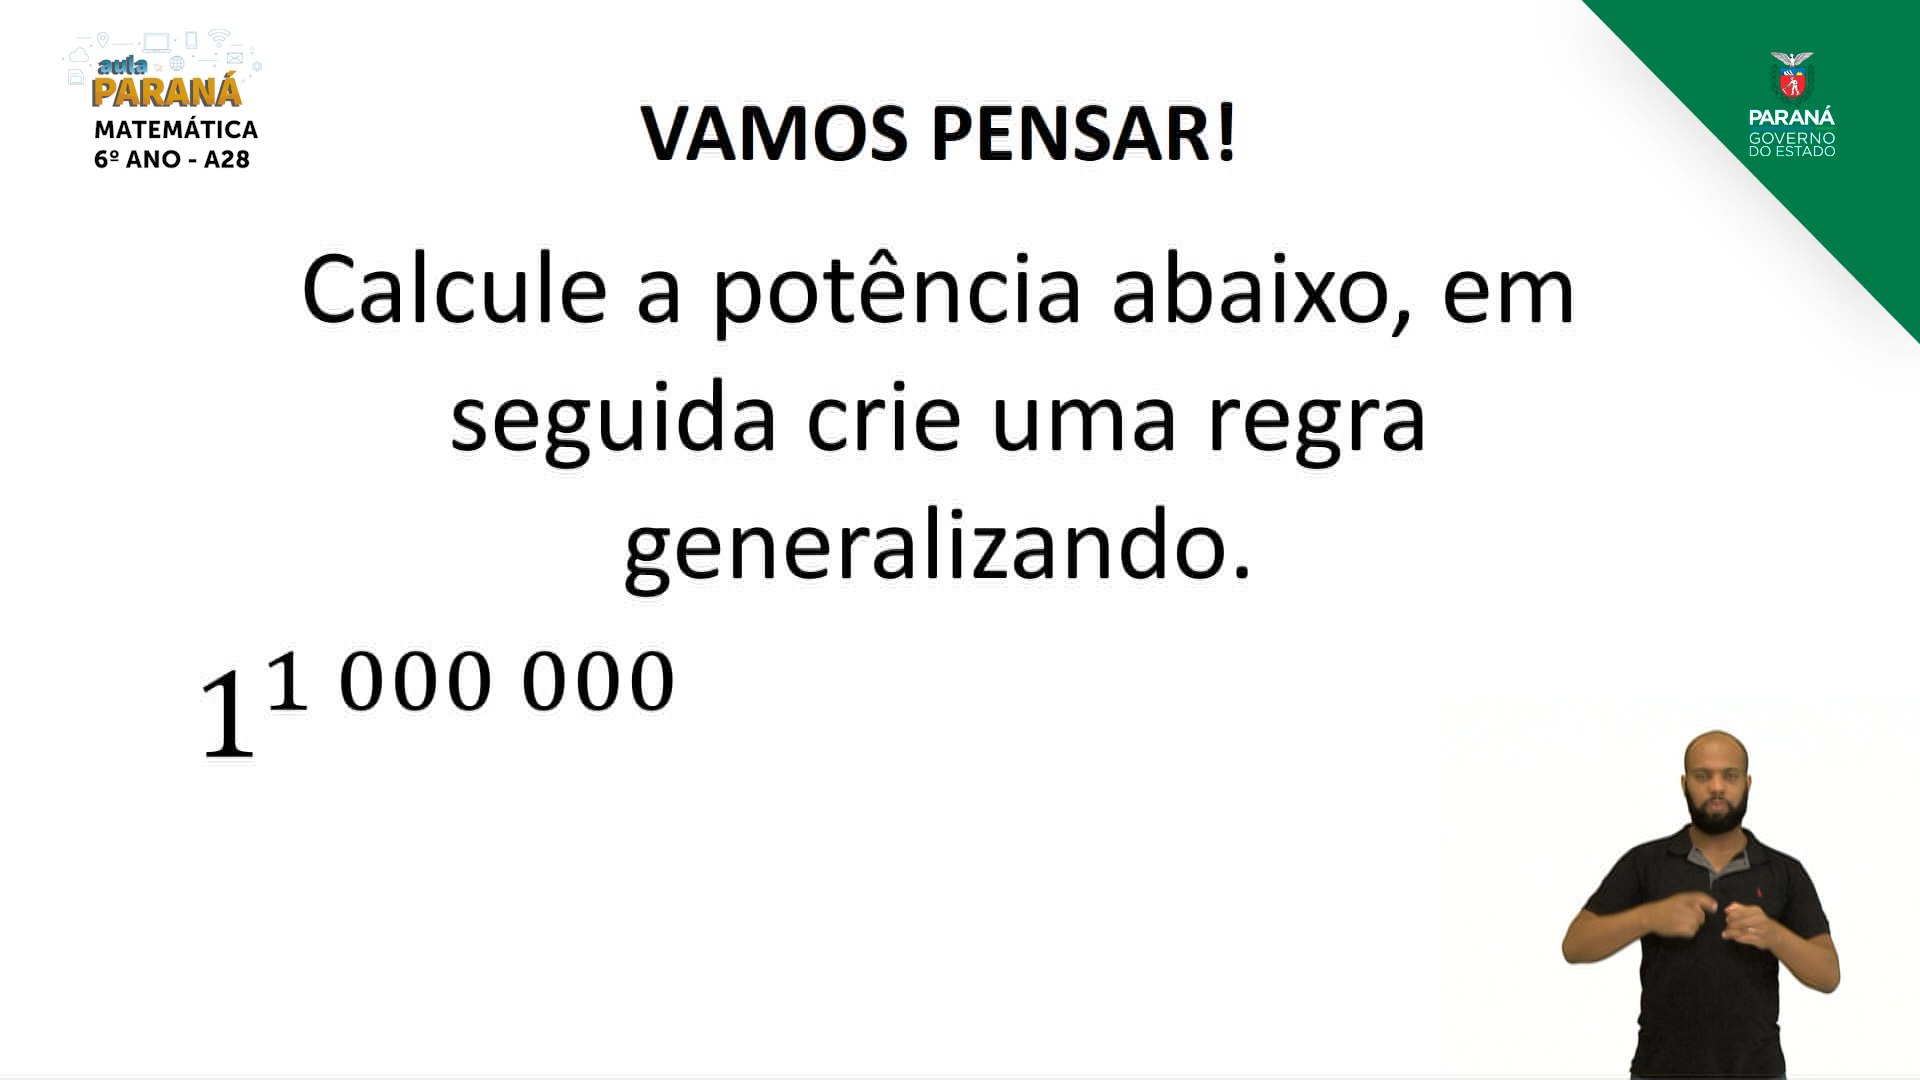 aula
PARANÁ
MATEMÁTICA
6º ANO - A28
PARANÁ
GOVERNO
DO ESTADO
VAMOS PENSAR!
Calcule a potência abaixo, em
seguida crie uma regra
generalizando.
1^{1 000 000}